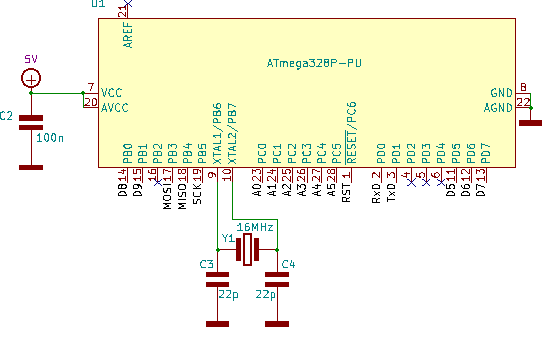 U1
21
AREF
ATmega328P-PU
5V
7
VCC
20
AVCC
GND
8
AGND
22
C2
100n
PB0
PB1
PB2
PB3
PB4
PB5
XTAL1/PB6
XTAL2/PB7
PC0
PC1
PC2
PC3
PC4
PC5
RESET/PC6
PD0
PD1
PD2
PD3
PD4
PD5
PD6
PD7
D8 14
D9 15
16
MOSI 17
MISO 18
SCK 19
9
10
A0 23
A1 24
A2 25
A3 26
A4 27
A5 28
RST 1
RxD 2
TxD 3
4
5
6
D5 11
D6 12
D7 13
16MHz
Y1
C3
22p
C4
22p